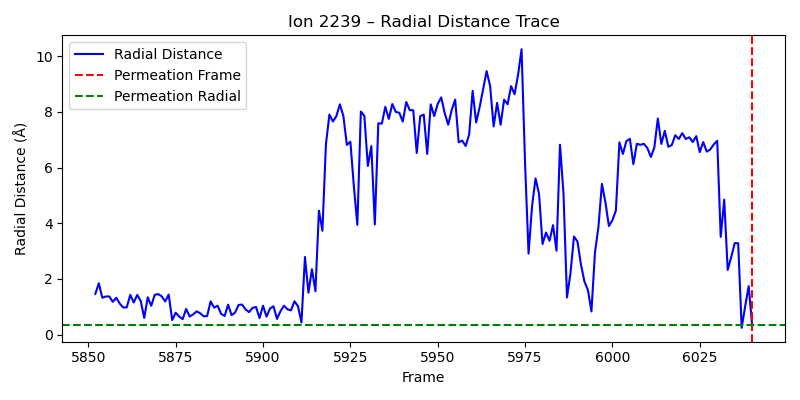 Ion 2239 – Radial Distance Trace
Radial Distance
Permeation Frame
Permeation Radial
Radial Distance (Å)
10
8
6
4
2
0
5850 5875 5900 5925 5950 5975 6000 6025
Frame